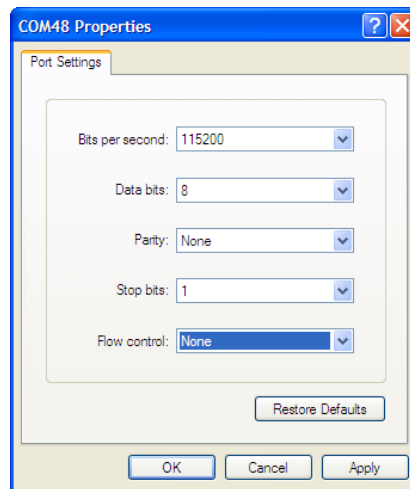 COM48 Properties
Port Settings
Bits per second: 115200
Data bits: 8
Parity: None
Stop bits: 1
Flow control: None
Restore Defaults
OK Cancel Apply